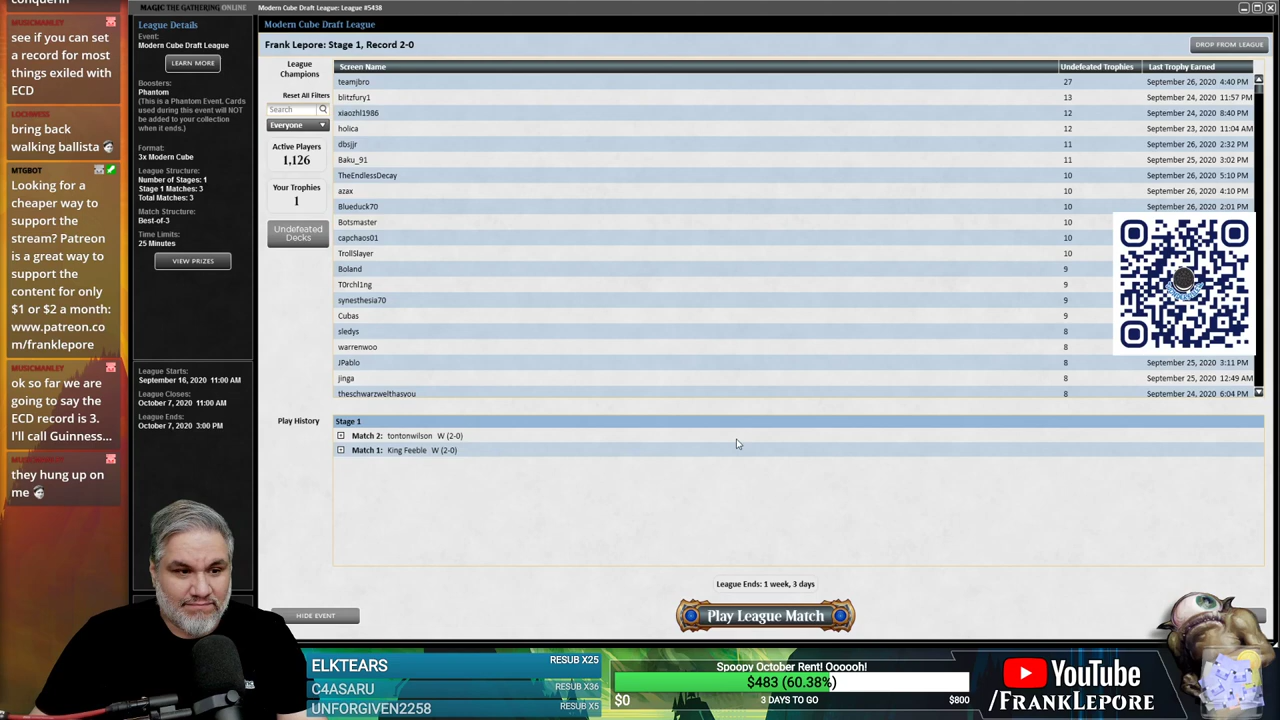 conquerin
MUSICMANLEY
see if you can set
a record for most
things exiled with
ECD
LOCHWESS
bring back
walking ballista
MTGBOT
Looking for a
cheaper way to
support the
stream? Patreon
is a great way to
support the
content for only
$1 or $2 a month:
www.patreon.co
m/franklepore
MUSICMANLEY
ok so far we are
going to say the
ECD record is 3.
I'll call Guinness...
they hung up on
me
MAGIC THE GATHERING ONLINE
Modern Cube Draft League: League #5438
League Details
Event:
Modern Cube Draft League
LEARN MORE
Boosters:
Phantom
(This is a Phantom Event. Cards
used during this event will NOT
be added to your collection
when it ends.)
Format:
3x Modern Cube
League Structure:
Number of Stages: 1
Stage 1 Matches: 3
Total Matches: 3
Match Structure:
Best-of-3
Time Limits:
25 Minutes
VIEW PRIZES
League Starts:
September 16, 2020 11:00 AM
League Closes:
October 7, 2020 11:00 AM
League Ends:
October 7, 2020 3:00 PM
Modern Cube Draft League
Frank Lepore: Stage 1, Record 2-0
DROP FROM LEAGUE
League
Champions
Reset All Filters
Search
Everyone
Active Players
1,126
Your Trophies
1
Undefeated
Decks
Screen Name Undefeated Trophies Last Trophy Earned
teamjbro 27 September 26, 2020 4:40 PM
blitzfury1 13 September 24, 2020 11:57 PM
xiaozhl1986 12 September 24, 2020 8:40 PM
holica 12 September 23, 2020 11:04 AM
dbsjjr 11 September 26, 2020 2:32 PM
Baku_91 11 September 25, 2020 3:02 PM
TheEndlessDecay 10 September 26, 2020 5:10 PM
azax 10 September 26, 2020 4:10 PM
Blueduck70 10 September 26, 2020 2:01 PM
Botsmaster 10
capchaos01 10
TrollSlayer 10
Boland 9
T0rchl1ng 9
synesthesia70 9
Cubas 9
sledys 8
warrenwoo 8
JPablo 8 September 25, 2020 3:11 PM
jinga 8 September 25, 2020 12:49 AM
theschwarzwelthasyou 8 September 24, 2020 6:04 PM
Play History
Stage 1
Match 2: tontonwilson W (2-0)
Match 1: King Feeble W (2-0)
League Ends: 1 week, 3 days
HIDE EVENT
Play League Match
ELKTEARS RESUB X25
C4ASARU RESUB X36
UNFORGIVEN2258 RESUB X5
Spoopy October Rent! Oooooh!
$483 (60.38%)
$0 3 DAYS TO GO $800
YouTube
/FRANKLEPORE